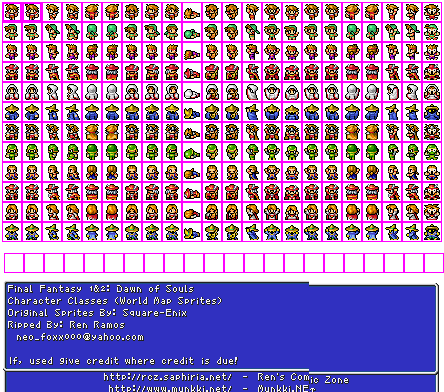 Final Fantasy 1&2: Dawn of Souls
Character Classes (World Map Sprites)
Original Sprites By: Square-Enix
Ripped By: Ren Ramos
neo_foxx000@yahoo.com
If, used give credit where credit is due!
http://rcz.saphiria.net/ - Ren's Comic Zone
http://www.munkki.net/ - Munkki.NET